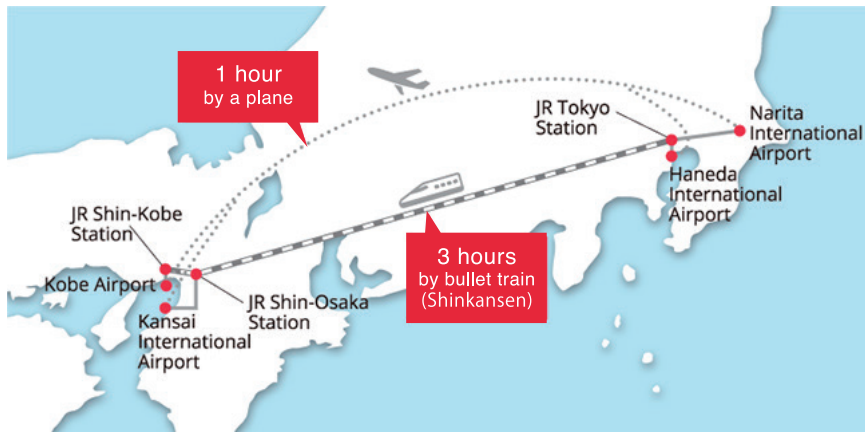 1 hour
by a plane
JR Tokyo
Station
Narita
International
Airport
Haneda
International
Airport
JR Shin-Kobe
Station
3 hours
by bullet train
(Shinkansen)
Kobe Airport
JR Shin-Osaka
Station
Kansai
International
Airport